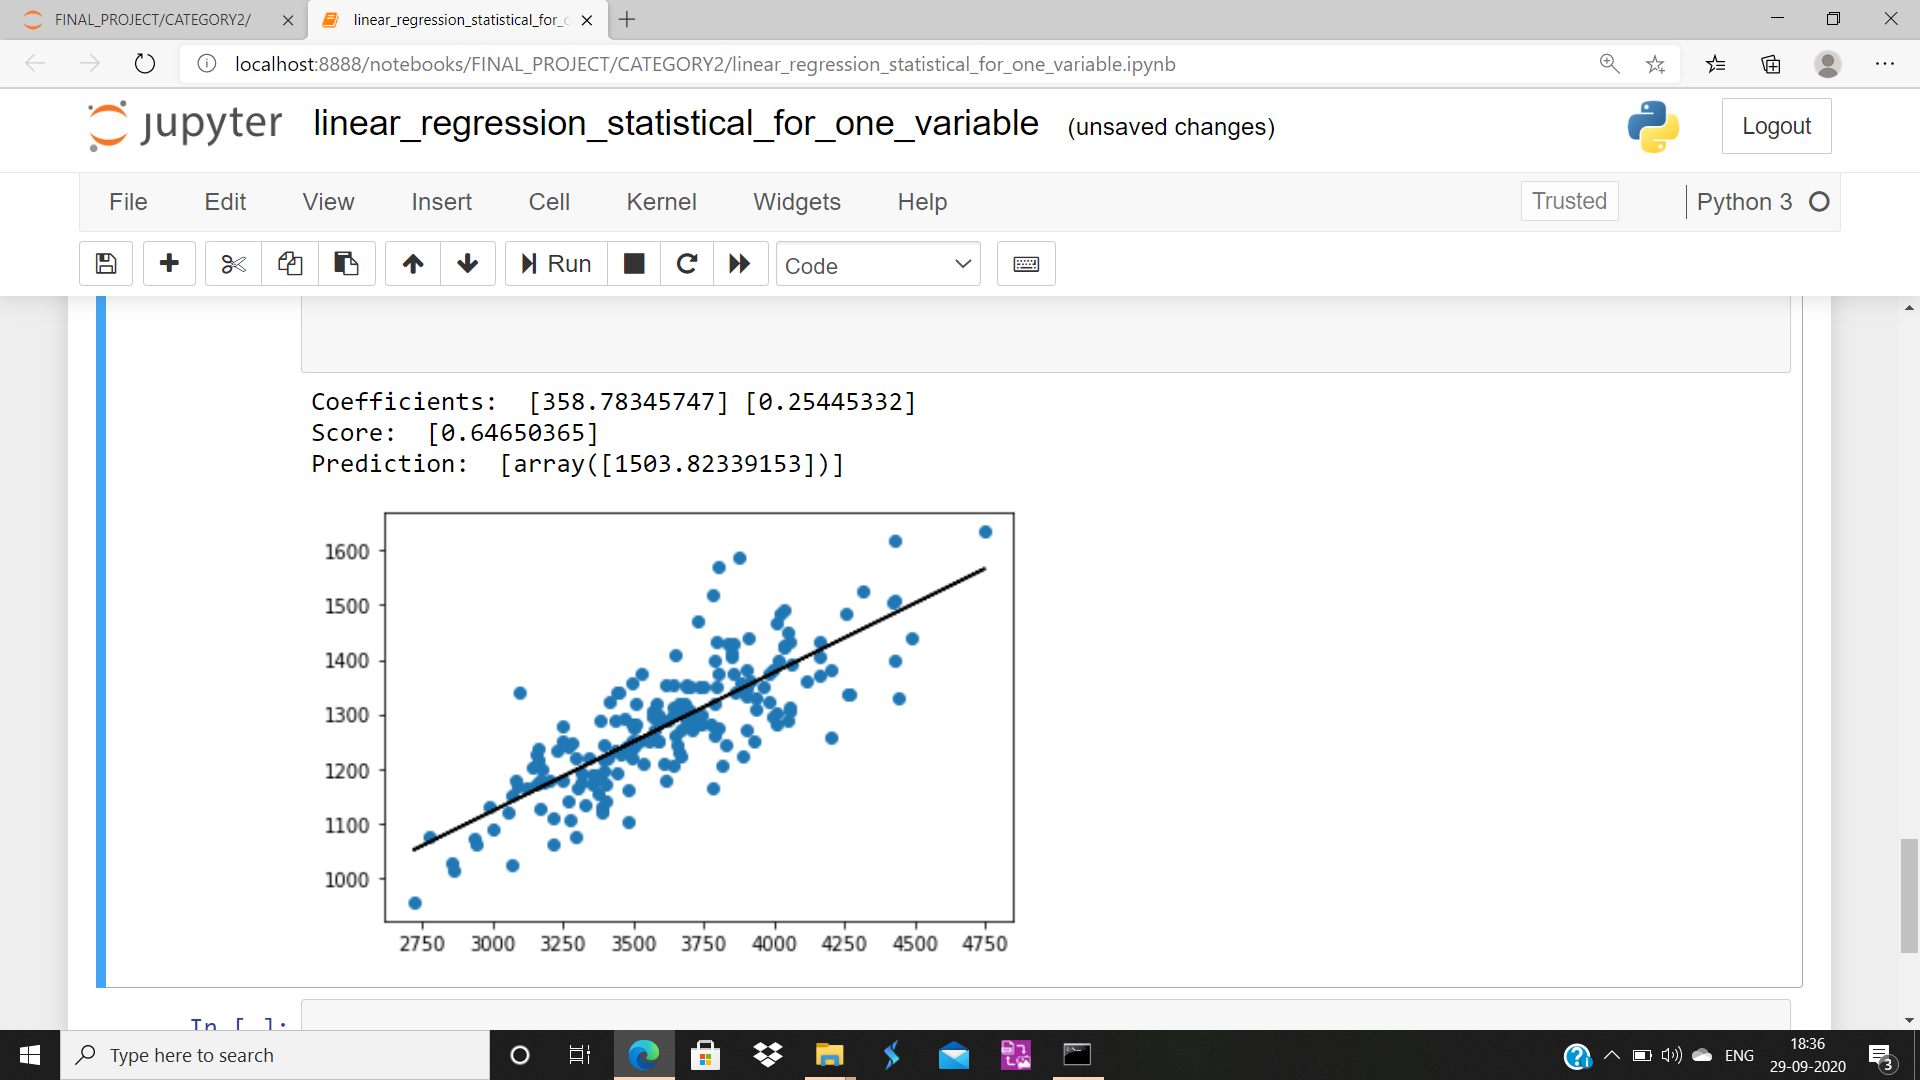 FINAL_PROJECT/CATEGORY2/
linear_regression_statistical_for_
localhost:8888/notebooks/FINAL_PROJECT/CATEGORY2/linear_regression_statistical_for_one_variable.ipynb
jupyter linear_regression_statistical_for_one_variable (unsaved changes) Logout
File Edit View Insert Cell Kernel Widgets Help Trusted Python 3
Run Code
Coefficients: [358.78345747] [0.25445332]
Score: [0.64650365]
Prediction: [array([1503.82339153])]
1600
1500
1400
1300
1200
1100
1000
2750 3000 3250 3500 3750 4000 4250 4500 4750
In [ ]:
Type here to search
ENG
18:36
29-09-2020
3